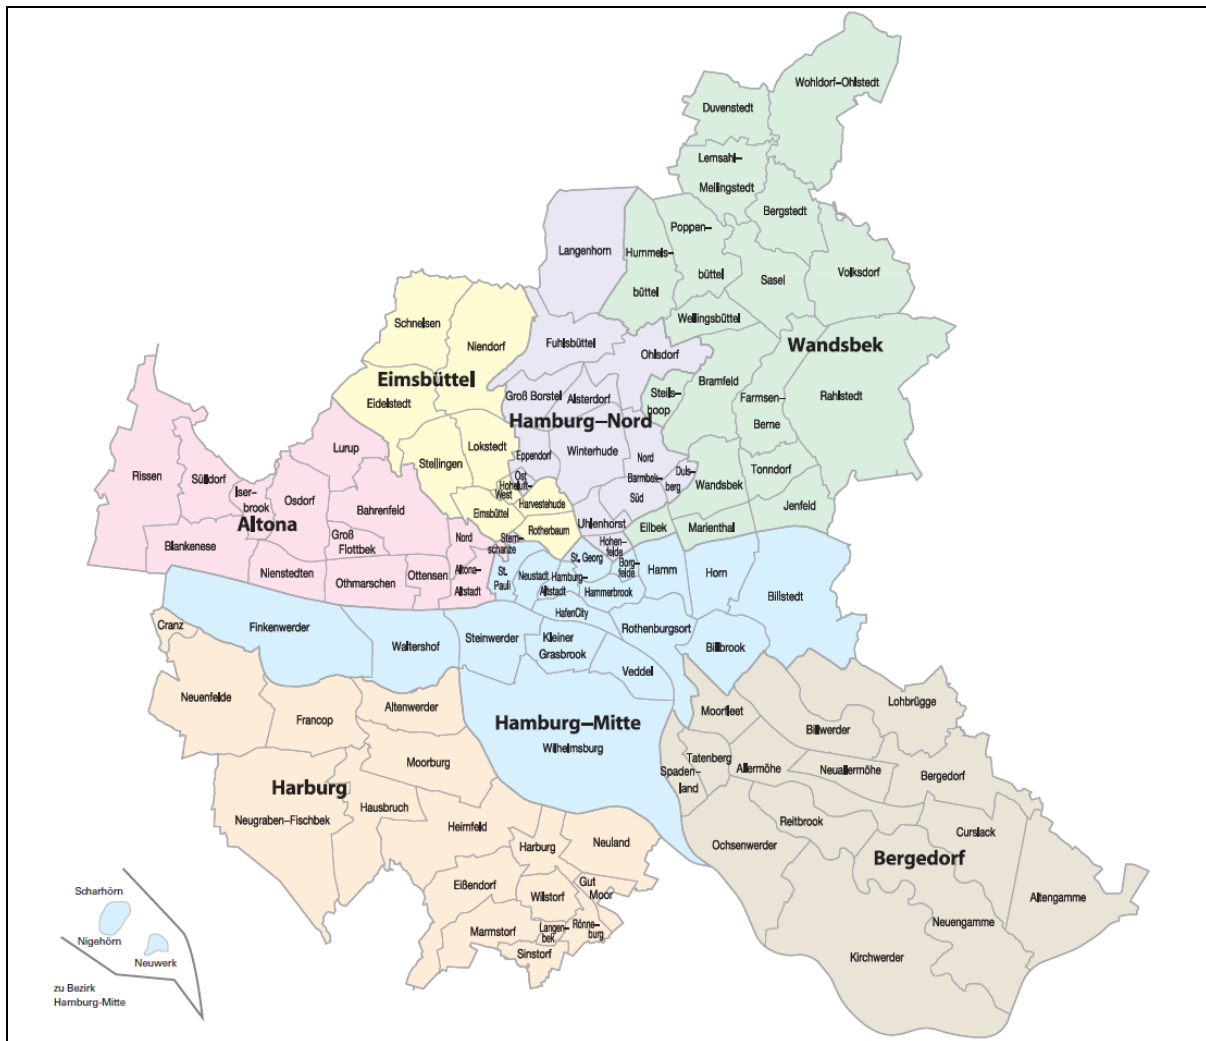 Wohldorf–Ohlstedt
Duvenstedt
Lemsahl–
Mellingstedt
Bergstedt
Poppen–
büttel
Hummels–
büttel
Langenhorn
Sasel
Volksdorf
Wellingsbüttel
Wandsbek
Schnelsen
Niendorf
Fuhlsbüttel
Ohlsdorf
Eimsbüttel
Eidelstedt
Groß Borstel
Alsterdorf
Steils–
hoop
Bramfeld
Farmsen–
Berne
Rahlstedt
Hamburg–Nord
Lurup
Stellingen
Lokstedt
Eppendorf
Winterhude
Nord
Barmbek–
Süd
Duls–
berg
Wandsbek
Tonndorf
Jenfeld
Rissen
Sülldorf
Iser–
brook
Osdorf
Bahrenfeld
Ost
Hoheluft–
West
Harvestehude
Eimsbüttel
Rotherbaum
Uhlenhorst
Eilbek
Marienthal
Altona
Blankenese
Groß
Flottbek
Nienstedten
Othmarschen
Ottensen
Nord
Altona–
Altstadt
Stern–
schanze
St.
Pauli
Neustadt
Hamburg–
Altstadt
St. Georg
Hohen–
felde
Borg–
felde
Hammerbrook
Hamm
Horn
Billstedt
HafenCity
Rothenburgsort
Billbrook
Cranz
Finkenwerder
Waltershof
Steinwerder
Kleiner
Grasbrook
Veddel
Neuenfelde
Francop
Altenwerder
Hamburg–Mitte
Wilhelmsburg
Moorfleet
Lohbrügge
Billwerder
Moorburg
Harburg
Hausbruch
Neugraben–Fischbek
Heimfeld
Spaden–
land
Tatenberg
Allermöhe
Neuallermöhe
Bergedorf
Reitbrook
Curslack
Ochsenwerder
Bergedorf
Harburg
Neuland
Eißendorf
Wilstorf
Gut
Moor
Marmstorf
Langen–
bek
Rönne–
burg
Sinstorf
Altengamme
Neuengamme
Kirchwerder
Scharhörn
Nigehörn
Neuwerk
zu Bezirk
Hamburg-Mitte